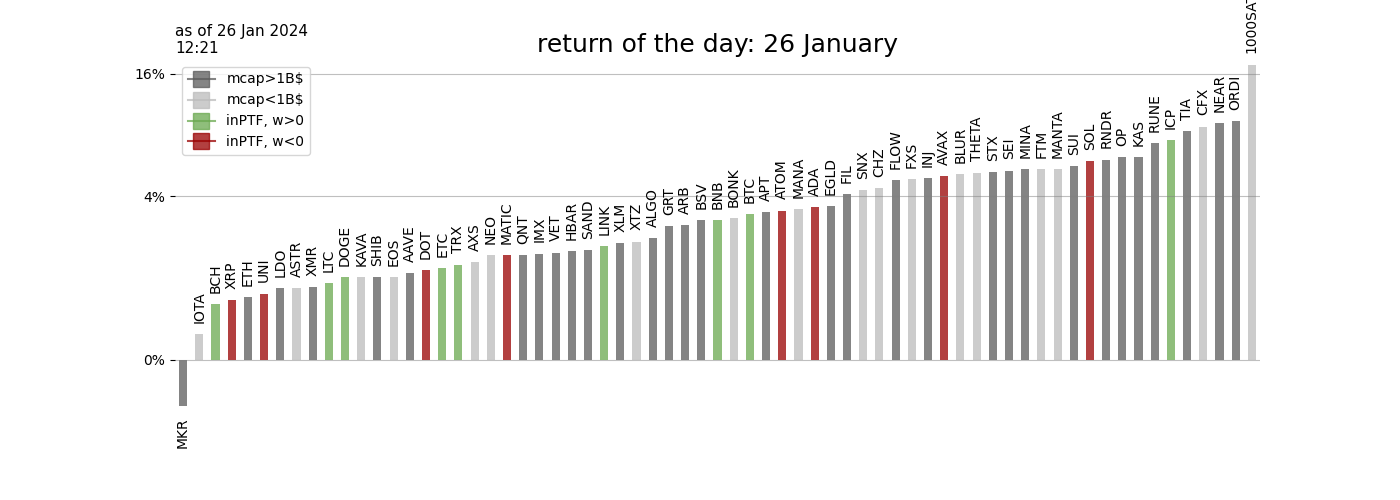 as of 26 Jan 2024
12:21
return of the day: 26 January
16%
4%
0%
mcap>1B$
mcap<1B$
inPTF, w>0
inPTF, w<0
MKR
IOTA
BCH
XRP
ETH
UNI
LDO
ASTR
XMR
LTC
DOGE
KAVA
SHIB
EOS
AAVE
DOT
ETC
TRX
AXS
NEO
MATIC
QNT
IMX
VET
HBAR
SAND
LINK
XLM
XTZ
ALGO
GRT
ARB
BSV
BNB
BONK
BTC
APT
ATOM
MANA
ADA
EGLD
FIL
SNX
CHZ
FLOW
FXS
INJ
AVAX
BLUR
THETA
STX
SEI
MINA
FTM
MANTA
SUI
SOL
RNDR
OP
KAS
RUNE
ICP
TIA
CFX
NEAR
ORDI